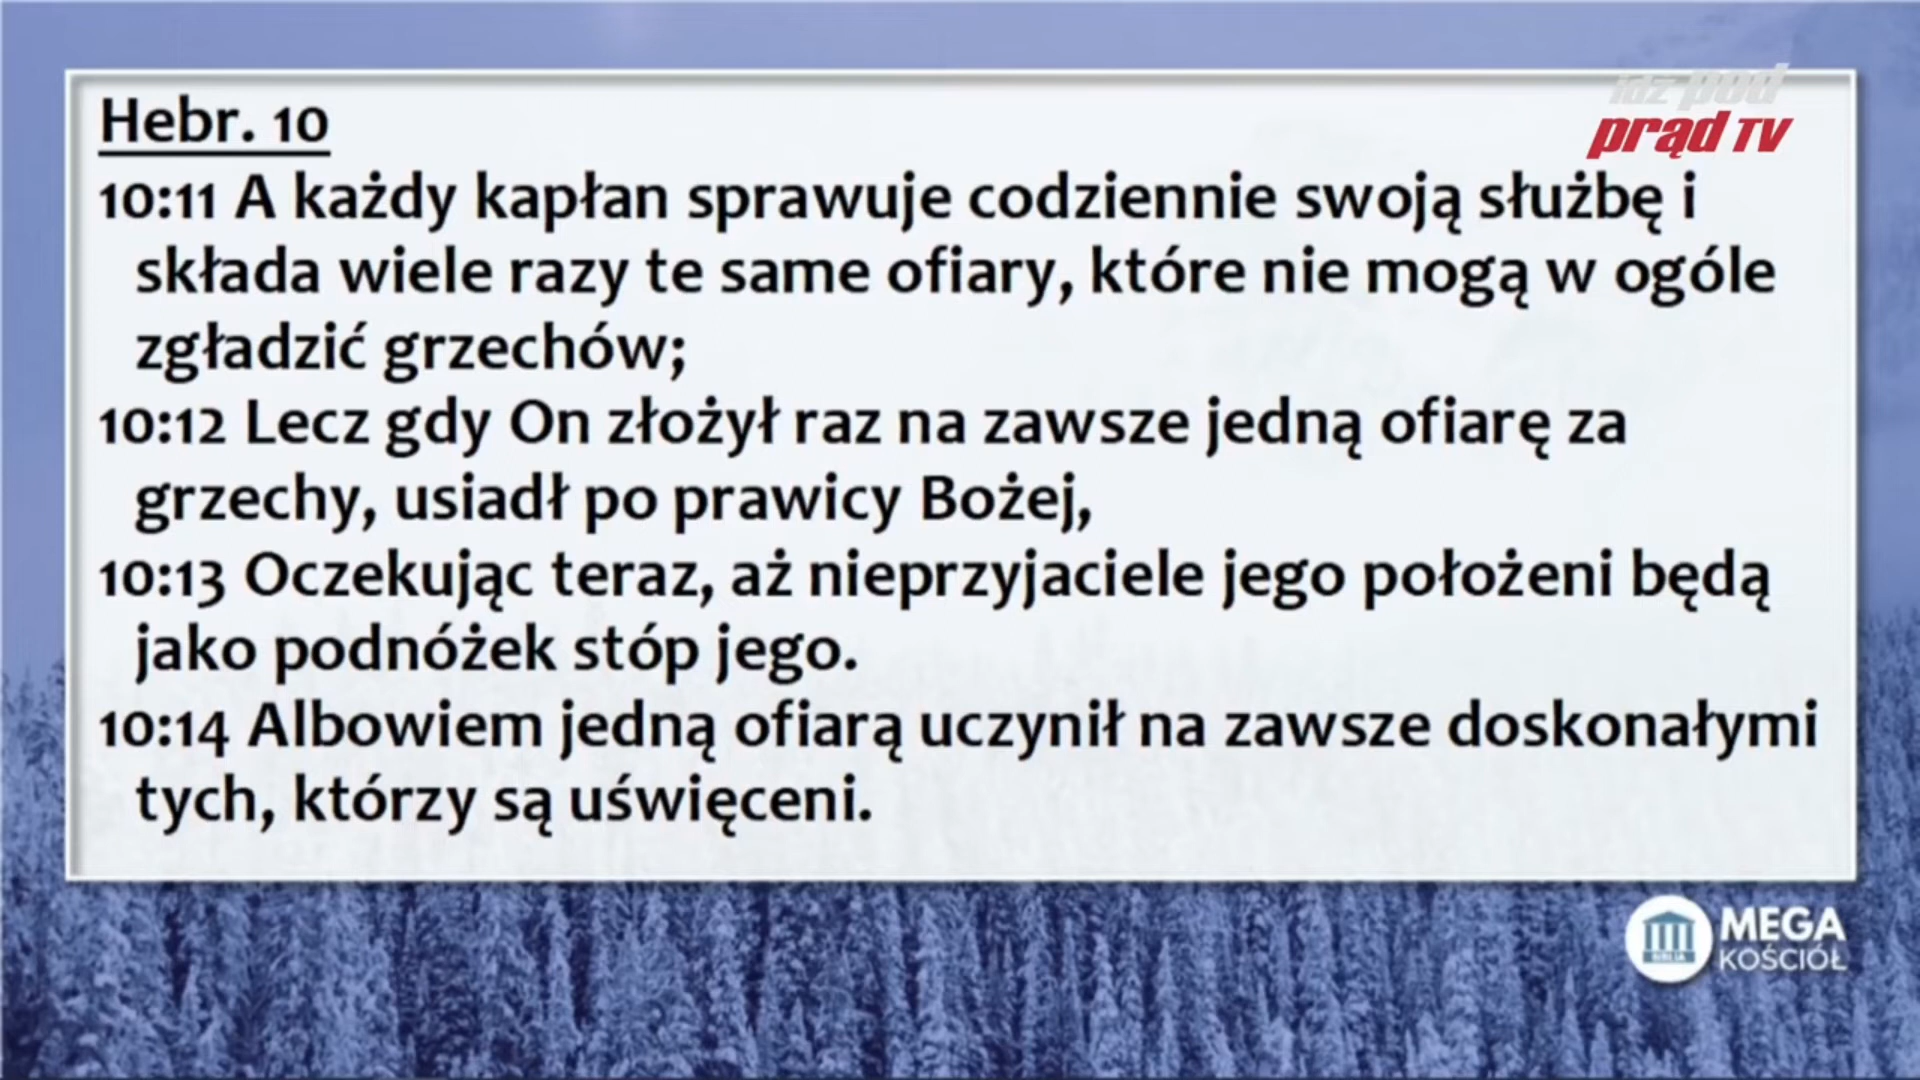 idź pod
prąd TV
Hebr. 10
10:11 A każdy kapłan sprawuje codziennie swoją służbę i
składa wiele razy te same ofiary, które nie mogą w ogóle
zgładzić grzechów;
10:12 Lecz gdy On złożył raz na zawsze jedną ofiarę za
grzechy, usiadł po prawicy Bożej,
10:13 Oczekując teraz, aż nieprzyjaciele jego położeni będą
jako podnóżek stóp jego.
10:14 Albowiem jedną ofiarą uczynił na zawsze doskonałymi
tych, którzy są uświęceni.
BIBLIA
MEGA
KOŚCIÓŁ